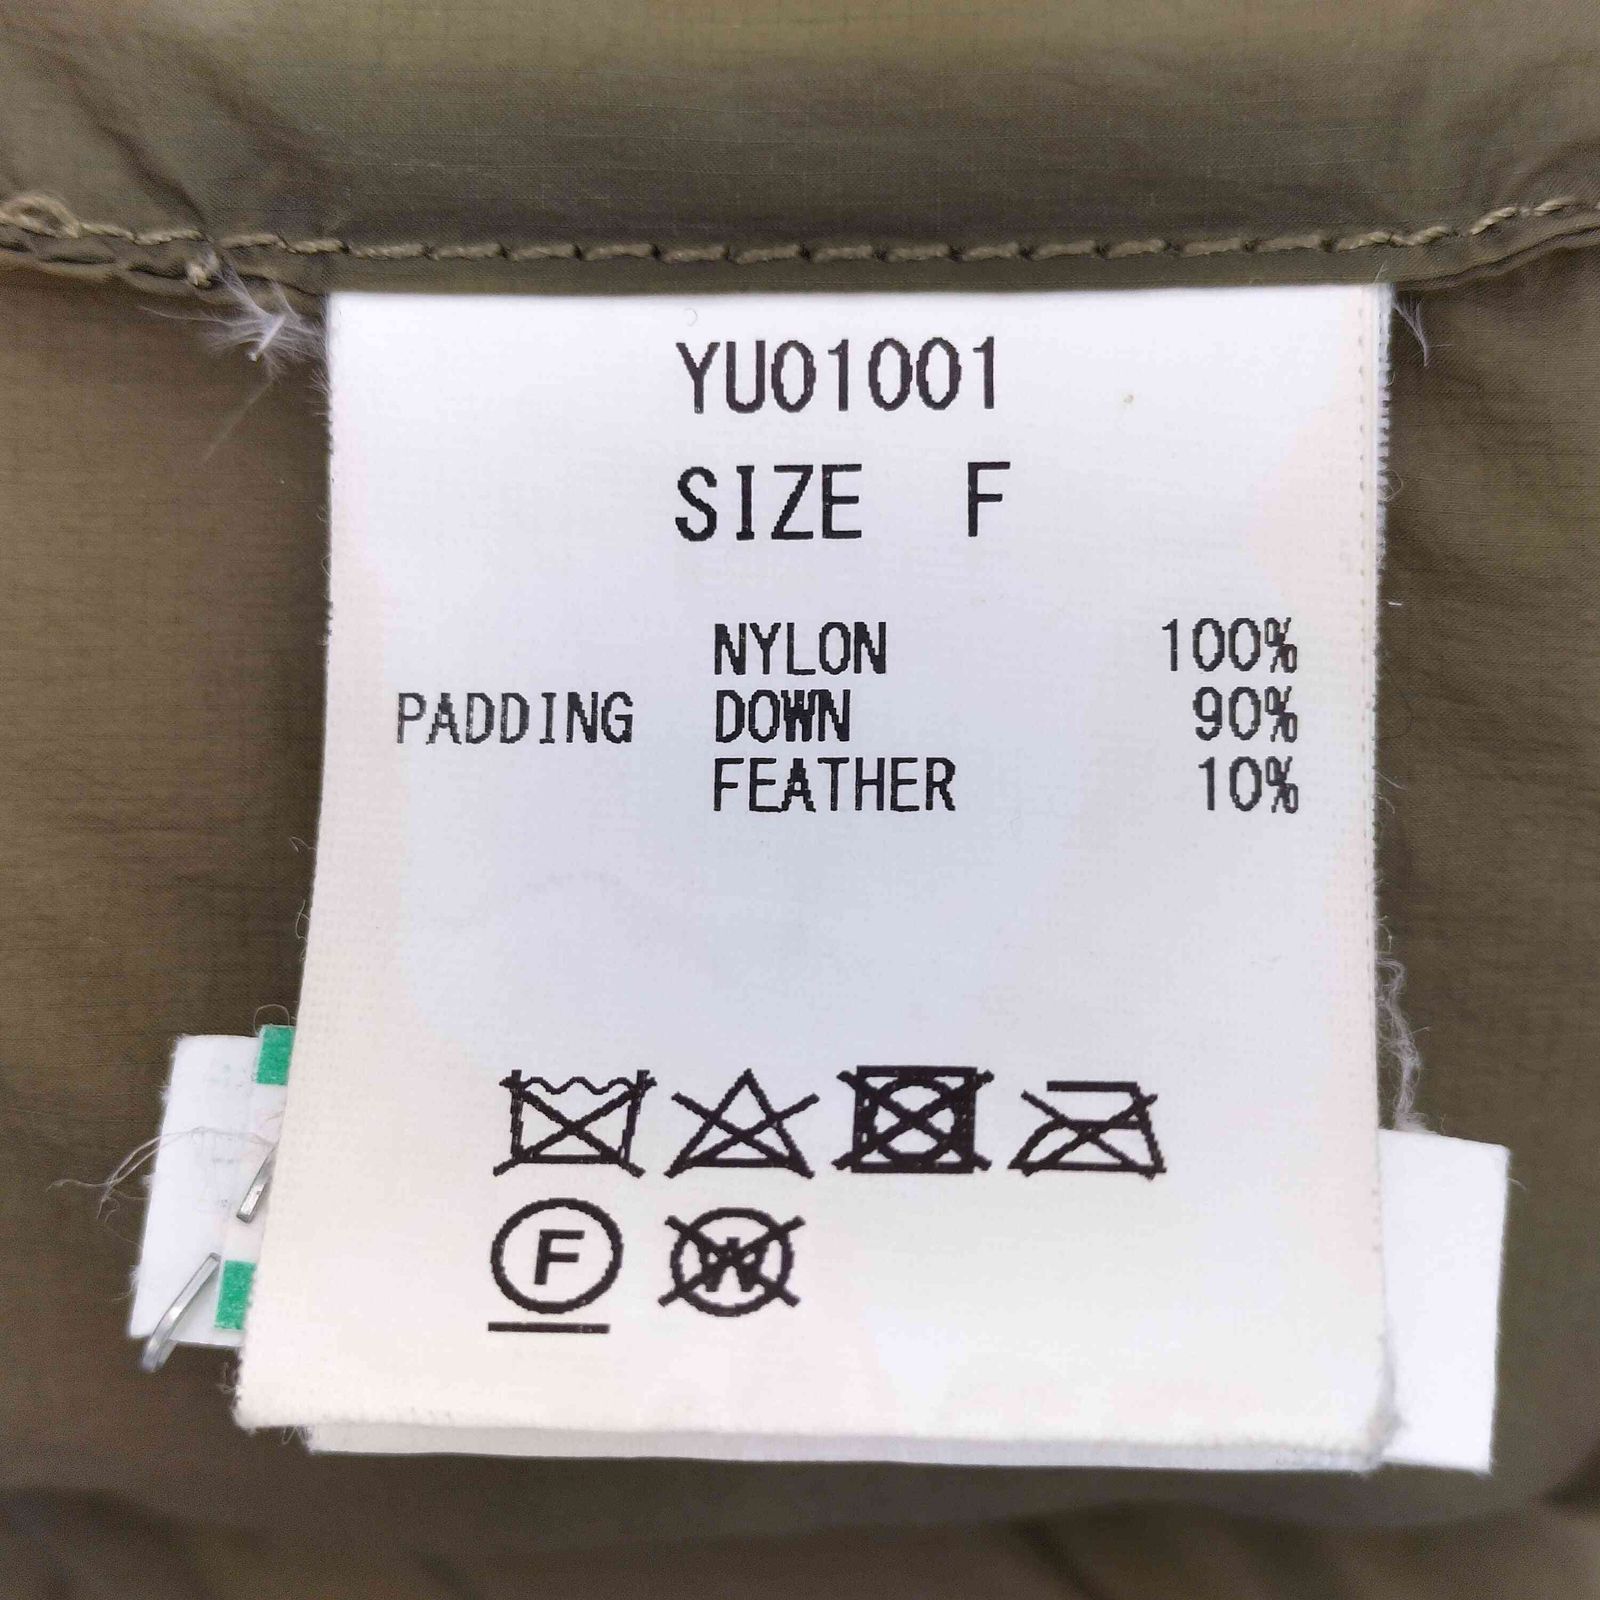 YU01001
SIZE F
NYLON 100%
PADDING DOWN 90%
FEATHER 10%
F
W